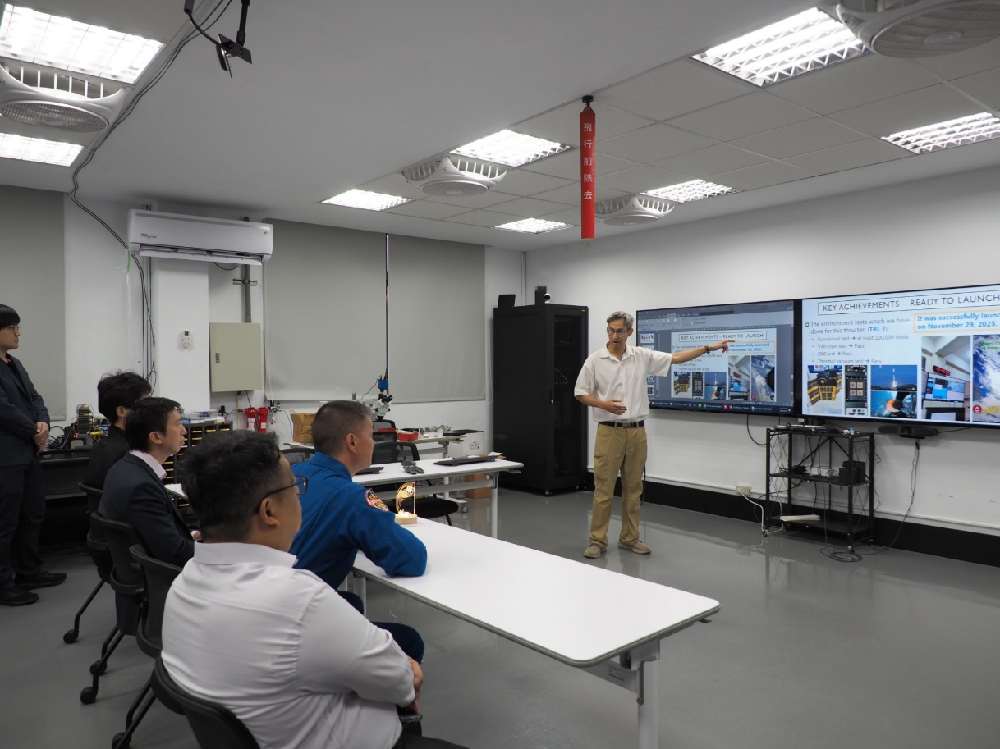 飛行前除去
KEY ACHIEVEMENTS – READY TO LAUNCH
KEY ACHIEVEMENTS – READY TO LAUNCH
The environment tests which we have
done for this thruster: (TRL 7)
Functional test → at least 100,000 shots.
Vibration test → Pass
EMI test → Pass
Thermal vacuum test → Pass
It was successfully launch
on November 29, 2025.